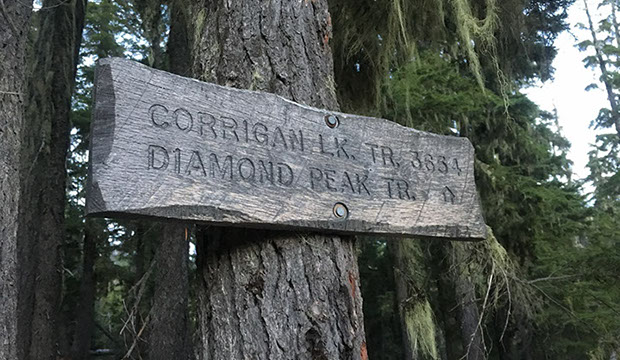 CORRIGAN LK. TR. 3654
DIAMOND PEAK TR. ⇧